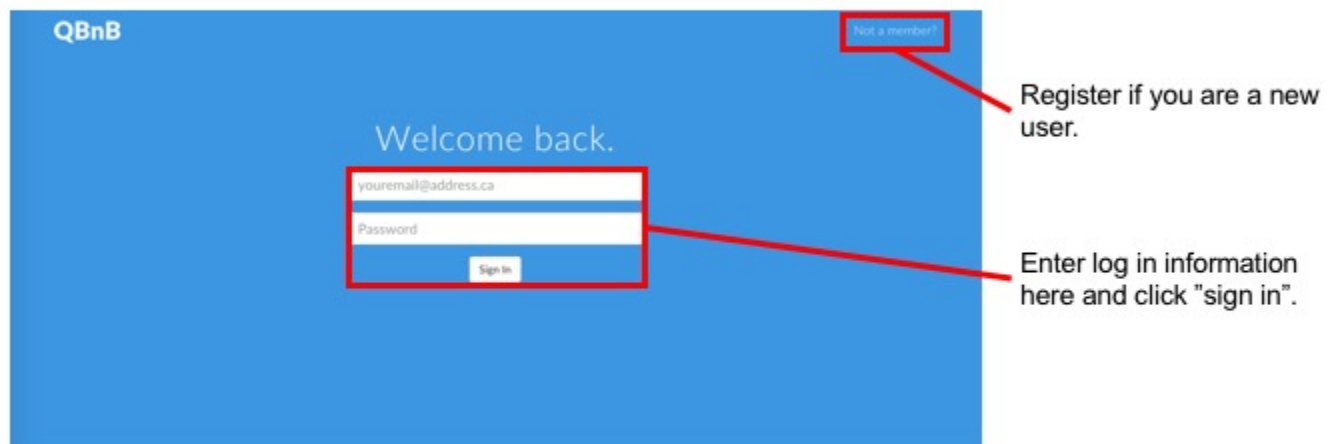 QBnB
Not a member?
Register if you are a new
user.
Welcome back.
youremail@address.ca
Password
Sign In
Enter log in information
here and click ”sign in”.